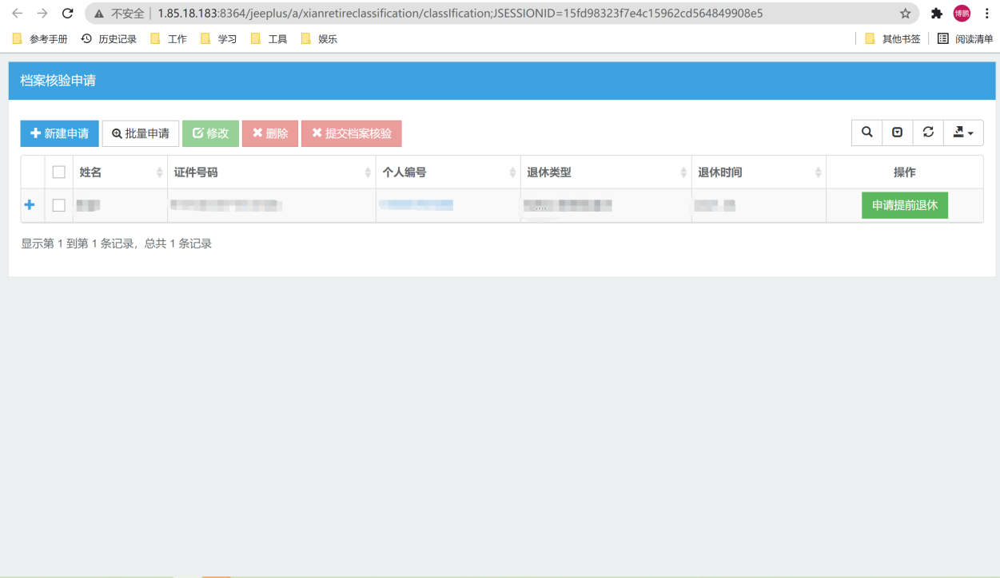 不安全 1.85.18.183:8364/jeeplus/a/xianretireclassification/classIfication;JSESSIONID=15fd98323f7e4c15962cd564849908e5 博鹏
参考手册 历史记录 工作 学习 工具 娱乐 其他书签 阅读清单
档案核验申请
新建申请 批量申请 修改 删除 提交档案核验
姓名 证件号码 个人编号 退休类型 退休时间 操作
申请提前退休
显示第 1 到第 1 条记录，总共 1 条记录